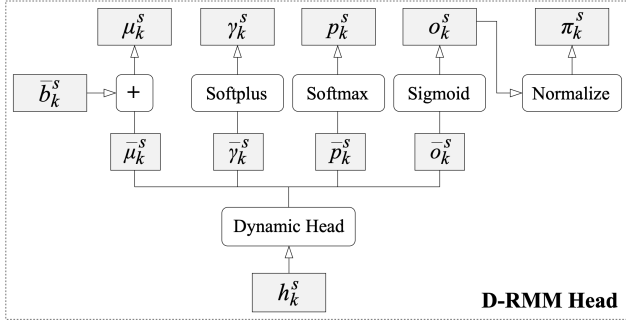 μ_k^s γ_k^s p_k^s o_k^s π_k^s
b̄_k^s + Softplus Softmax Sigmoid Normalize
μ̄_k^s γ̄_k^s p̄_k^s ō_k^s
Dynamic Head
h_k^s
D-RMM Head